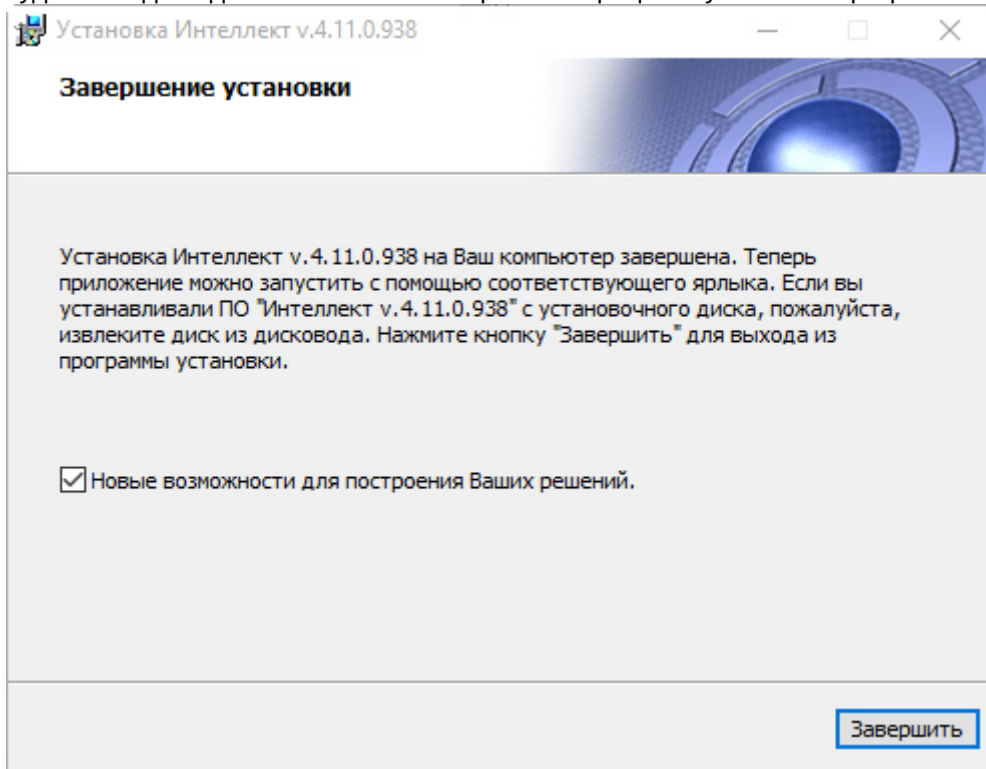 Установка Интеллект v.4.11.0.938
Завершение установки
Установка Интеллект v.4.11.0.938 на Ваш компьютер завершена. Теперь
приложение можно запустить с помощью соответствующего ярлыка. Если вы
устанавливали ПО "Интеллект v.4.11.0.938" с установочного диска, пожалуйста,
извлеките диск из дисковода. Нажмите кнопку "Завершить" для выхода из
программы установки.
Новые возможности для построения Ваших решений.
Завершить